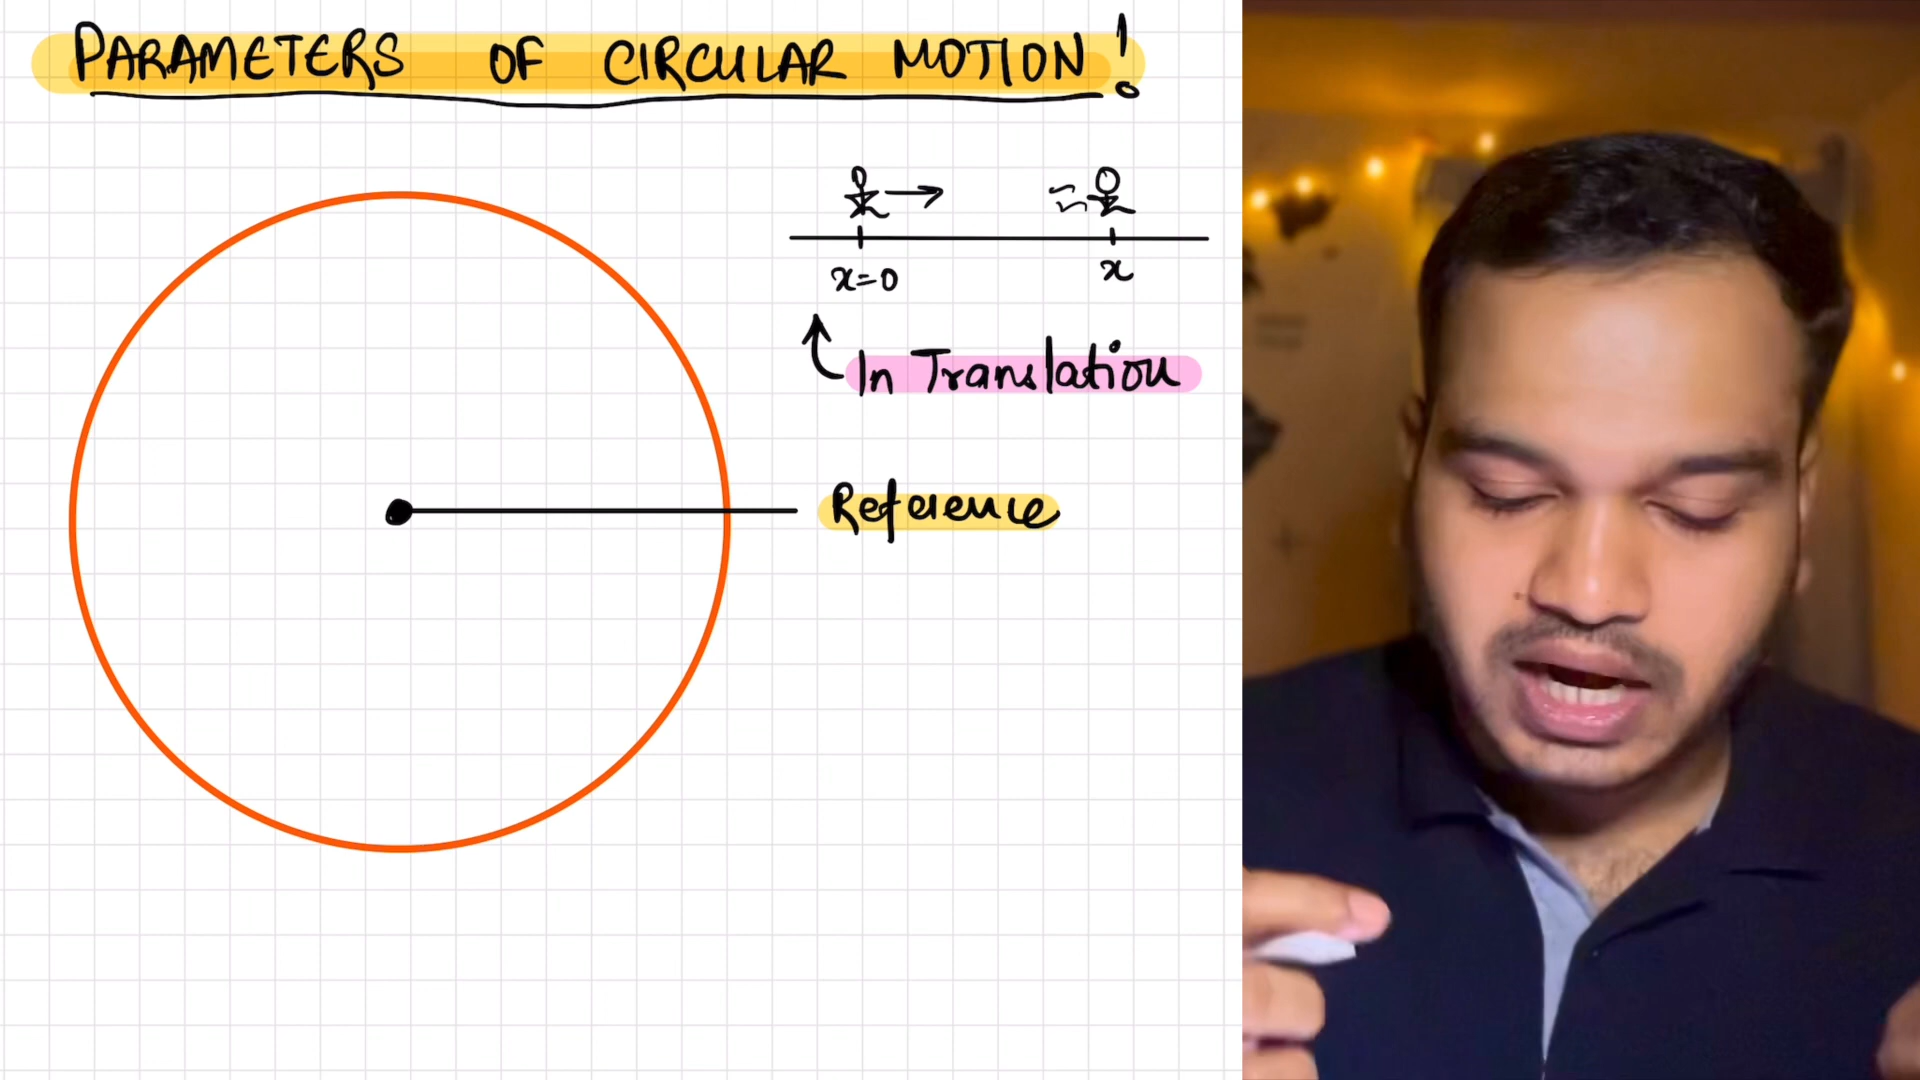 PARAMETERS OF CIRCULAR MOTION!
x=0
x
In Translation
Reference